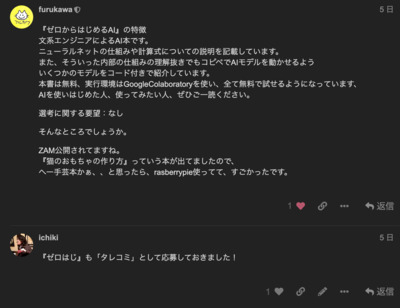 furukawa
5 日
『ゼロからはじめるAI』の特徴
文系エンジニアによるAI本です。
ニューラルネットの仕組みや計算式についての説明を記載しています。
また、そういった内部の仕組みの理解抜きでもコピペでAIモデルを動かせるよう
いくつかのモデルをコード付きで紹介しています。
本書は無料、実行環境はGoogleColaboratoryを使い、全て無料で試せるようになっています、
AIを使いはじめた人、使ってみたい人、ぜひご一読ください。
選考に関する要望：なし
そんなところでしょうか。
ZAM公開されてますね。
『猫のおもちゃの作り方』っていう本が出てましたので、
へー手芸本かぁ、、と思ったら、rasberrypie使ってて、すごかったです。
1
返信
ichiki
5 日
『ゼロはじ』も「タレコミ」として応募しておきました！
1
返信